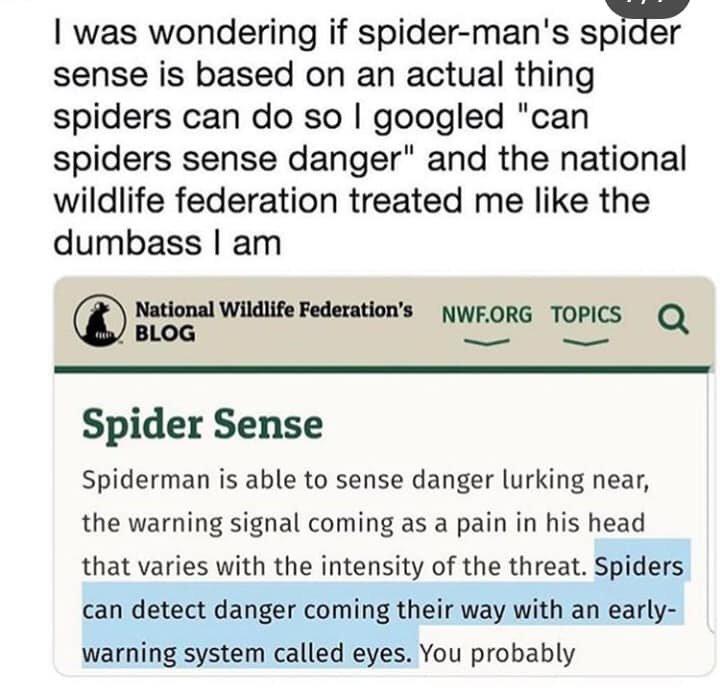 I was wondering if spider-man's spider
sense is based on an actual thing
spiders can do so I googled "can
spiders sense danger" and the national
wildlife federation treated me like the
dumbass I am
National Wildlife Federation's
BLOG
NWF.ORG TOPICS
Spider Sense
Spiderman is able to sense danger lurking near,
the warning signal coming as a pain in his head
that varies with the intensity of the threat. Spiders
can detect danger coming their way with an early-
warning system called eyes. You probably